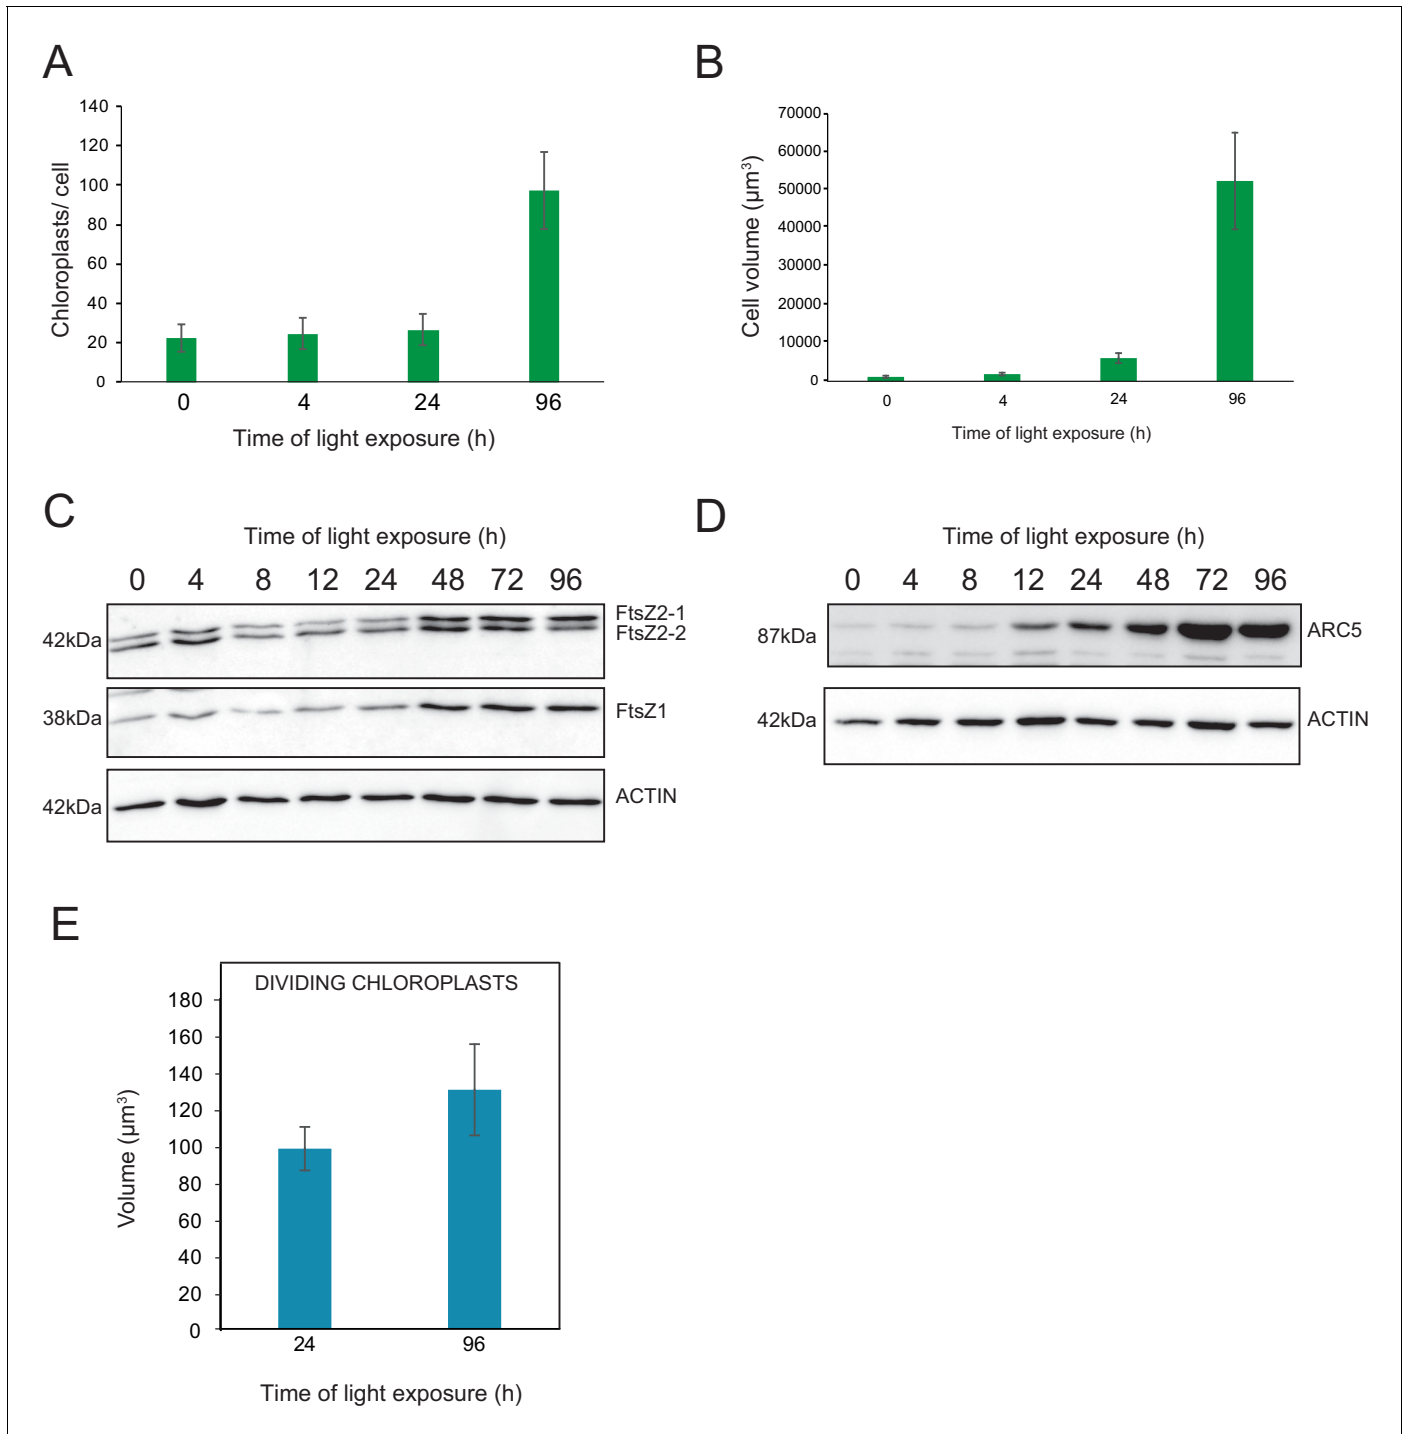 A
140
120
100
80
60
40
20
0
Chloroplasts/ cell
0 4 24 96
Time of light exposure (h)
B
70000
60000
50000
40000
30000
20000
10000
0
Cell volume (µm³)
0 4 24 96
Time of light exposure (h)
C
Time of light exposure (h)
0 4 8 12 24 48 72 96
42kDa
FtsZ2-1
FtsZ2-2
38kDa
FtsZ1
42kDa
ACTIN
D
Time of light exposure (h)
0 4 8 12 24 48 72 96
87kDa
ARC5
42kDa
ACTIN
E
DIVIDING CHLOROPLASTS
180
160
140
120
100
80
60
40
20
0
Volume (µm³)
24 96
Time of light exposure (h)